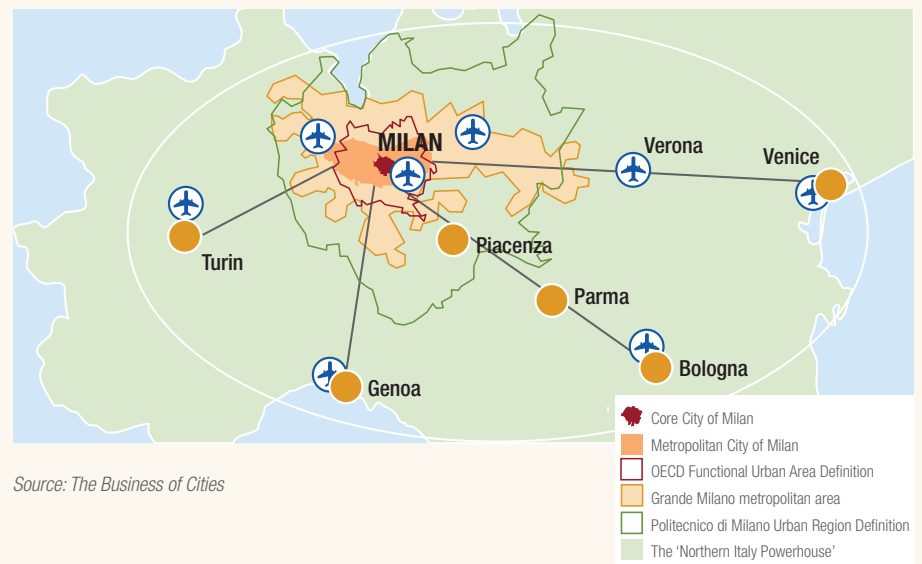 MILAN
Verona
Venice
Turin
Piacenza
Parma
Genoa
Bologna
Core City of Milan
Metropolitan City of Milan
OECD Functional Urban Area Definition
Grande Milano metropolitan area
Politecnico di Milano Urban Region Definition
The ‘Northern Italy Powerhouse’
Source: The Business of Cities